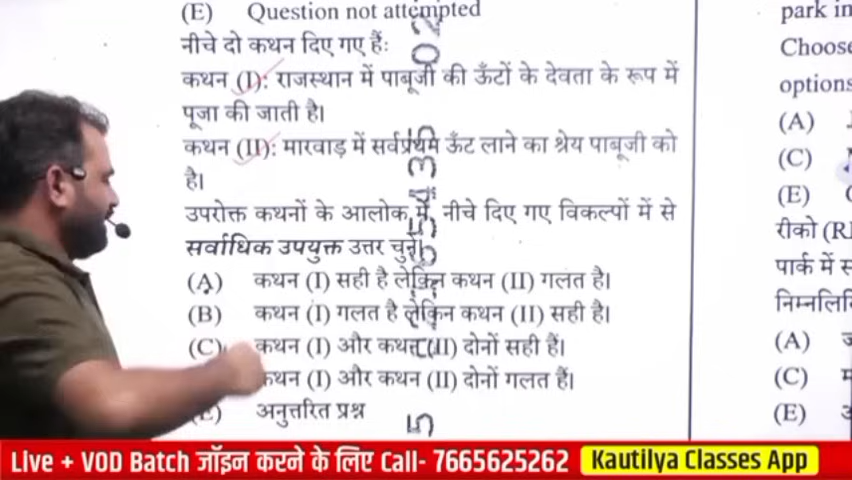 (E) Question not attempted
नीचे दो कथन दिए गए हैं:
कथन (I): राजस्थान में पाबूजी की ऊँटों के देवता के रूप में
पूजा की जाती है।
कथन (II): मारवाड़ में सर्वप्रथम ऊँट लाने का श्रेय पाबूजी को
है।
उपरोक्त कथनों के आलोक में, नीचे दिए गए विकल्पों में से
सर्वाधिक उपयुक्त उत्तर चुनें।
(A) कथन (I) सही है लेकिन कथन (II) गलत है।
(B) कथन (I) गलत है लेकिन कथन (II) सही है।
(C) कथन (I) और कथन (II) दोनों सही हैं।
कथन (I) और कथन (II) दोनों गलत हैं।
(E) अनुत्तरित प्रश्न
park in
Choose
options
(A)
(C)
(E)
रीको (RI
पार्क में स
निम्नलि
(A)
(C)
(E)
Live + VOD Batch जॉइन करने के लिए Call- 7665625262 Kautilya Classes App